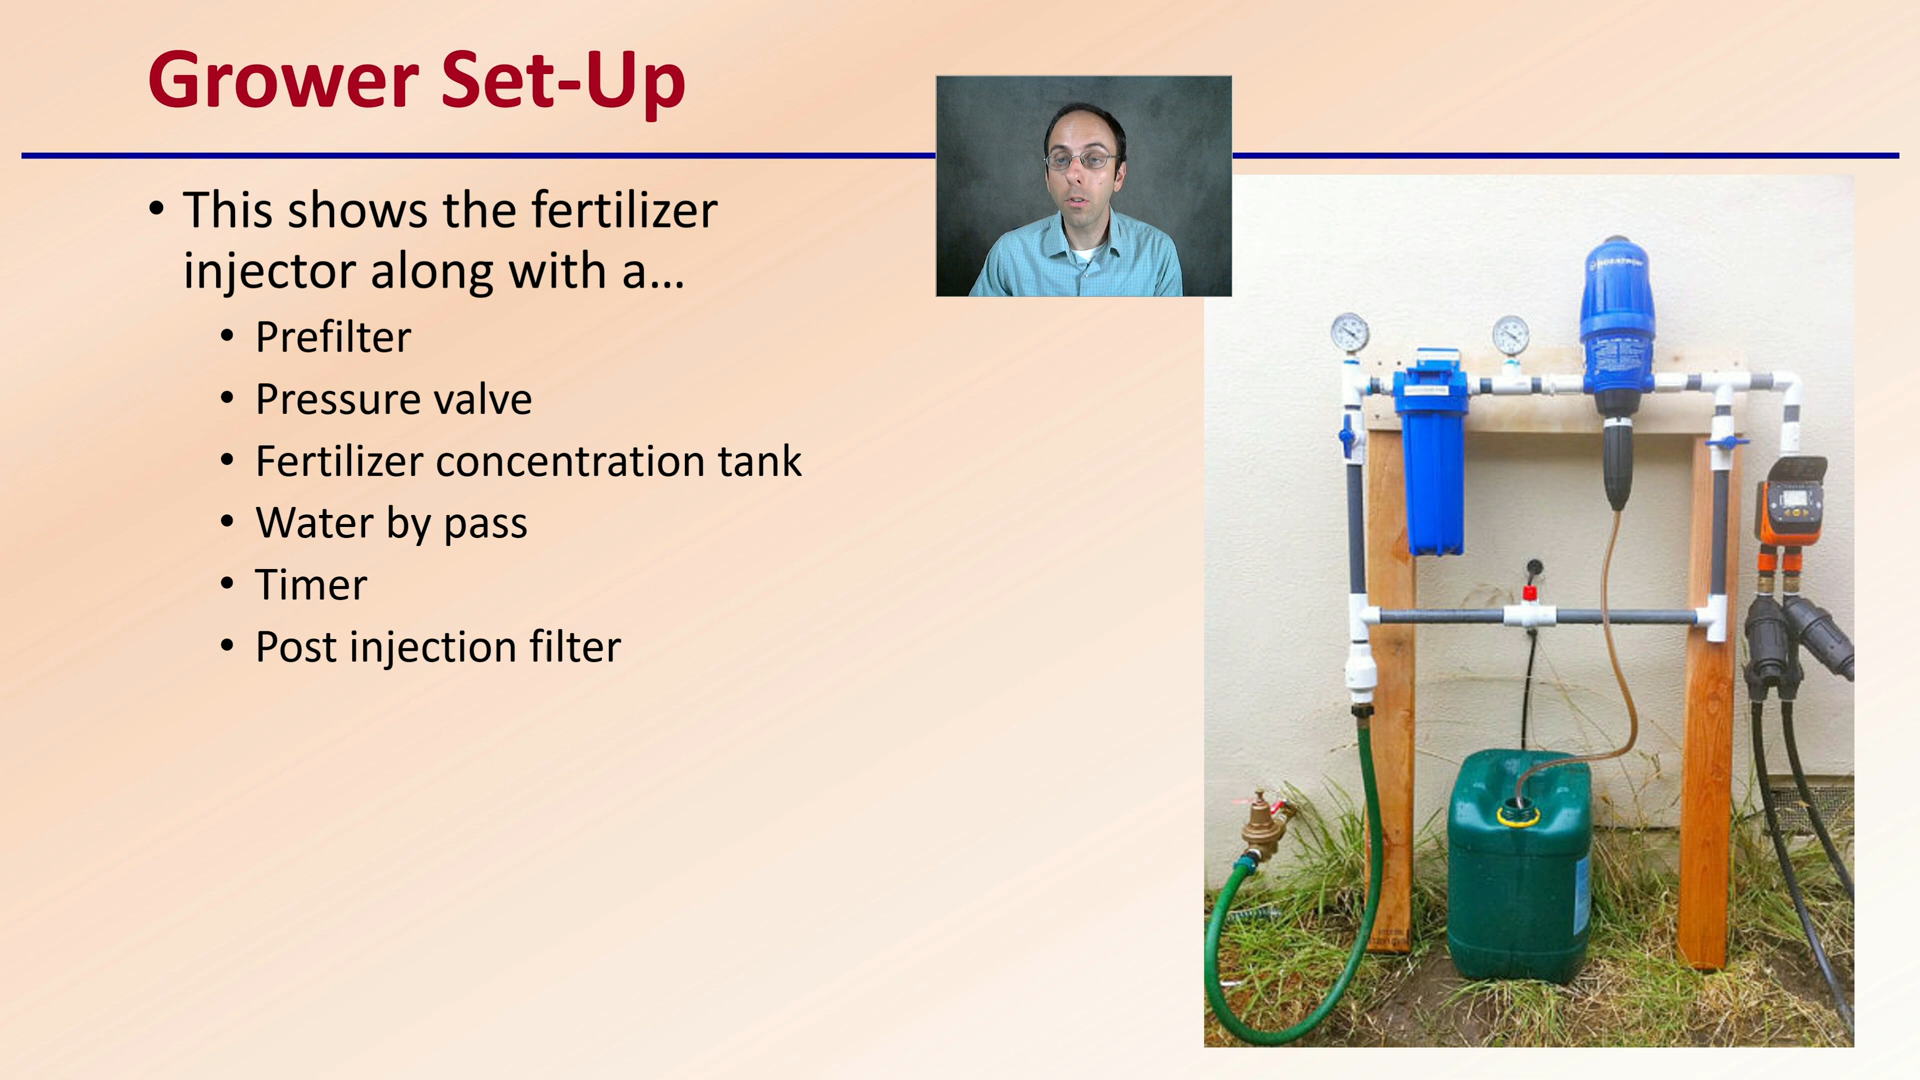 Grower Set-Up
• This shows the fertilizer
injector along with a...
• Prefilter
• Pressure valve
• Fertilizer concentration tank
• Water by pass
• Timer
• Post injection filter
DOSATRON